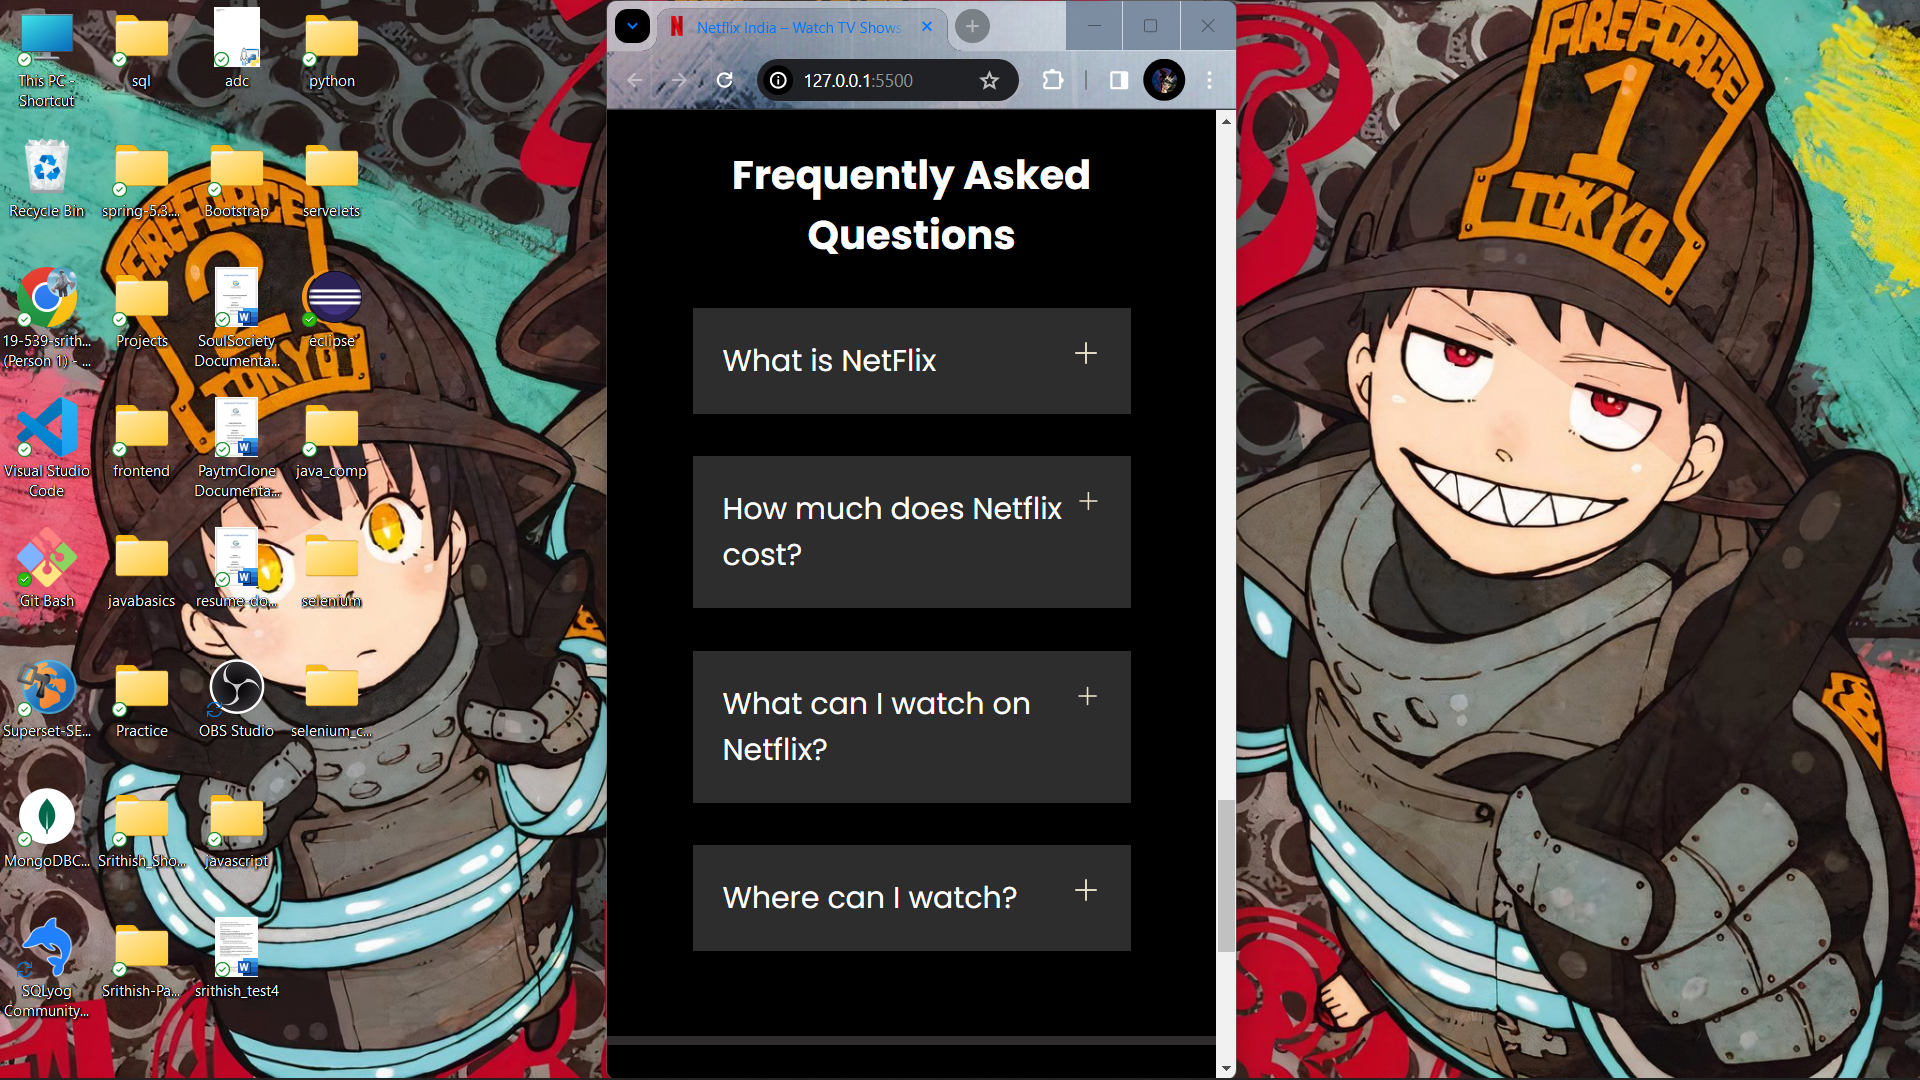 This PC -
Shortcut
sql
adc
python
Recycle Bin
spring-5.3....
Bootstrap
servelets
19-539-srith...
(Person 1) - ...
Projects
SoulSociety
Documenta...
eclipse
Visual Studio
Code
frontend
PaytmClone
Documenta...
java_comp
Git Bash
javabasics
resume-do...
selenium
Superset-SE...
Practice
OBS Studio
selenium_c...
MongoDBC...
Srithish_Sho...
javascript
SQLyog
Community...
Srithish-Pa...
srithish_test4
FIREFORCE
2
TOKYO
Netflix India – Watch TV Shows
127.0.0.1:5500
Frequently Asked
Questions
What is NetFlix
How much does Netflix
cost?
What can I watch on
Netflix?
Where can I watch?
FIREFORCE
1
TOKYO